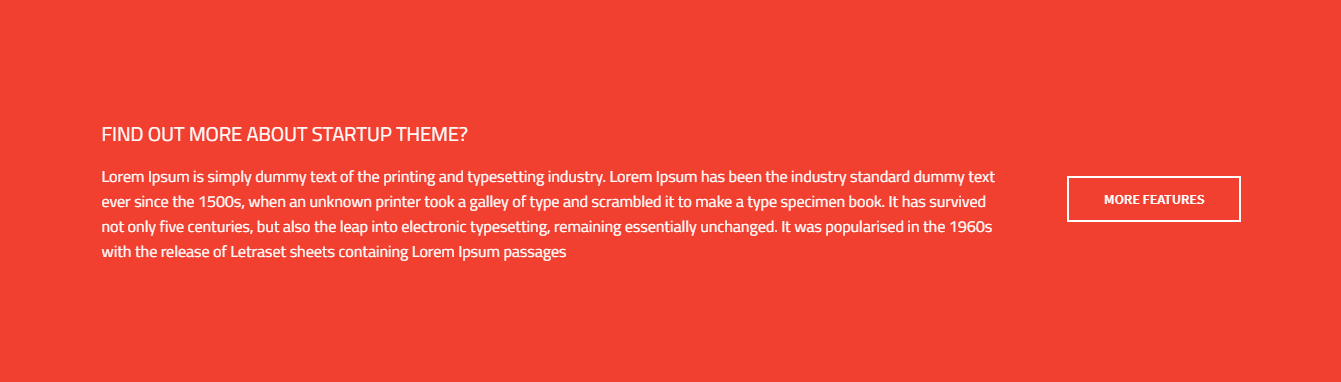 FIND OUT MORE ABOUT STARTUP THEME?
Lorem Ipsum is simply dummy text of the printing and typesetting industry. Lorem Ipsum has been the industry standard dummy text
ever since the 1500s, when an unknown printer took a galley of type and scrambled it to make a type specimen book. It has survived
not only five centuries, but also the leap into electronic typesetting, remaining essentially unchanged. It was popularised in the 1960s
with the release of Letraset sheets containing Lorem Ipsum passages
MORE FEATURES